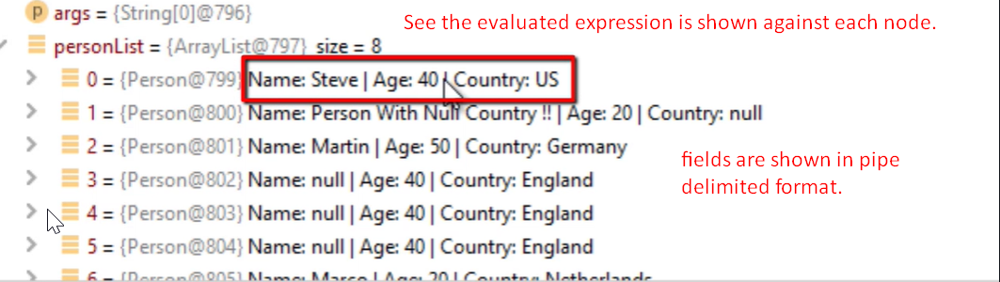 p args = {String[0]@796}
See the evaluated expression is shown against each node.
personList = {ArrayList@797} size = 8
0 = {Person@799} Name: Steve | Age: 40 | Country: US
1 = {Person@800} Name: Person With Null Country !! | Age: 20 | Country: null
2 = {Person@801} Name: Martin | Age: 50 | Country: Germany
fields are shown in pipe
delimited format.
3 = {Person@802} Name: null | Age: 40 | Country: England
4 = {Person@803} Name: null | Age: 40 | Country: England
5 = {Person@804} Name: null | Age: 40 | Country: England
6 = {Person@805} Name: Marco | Age: 20 | Country: Netherlands